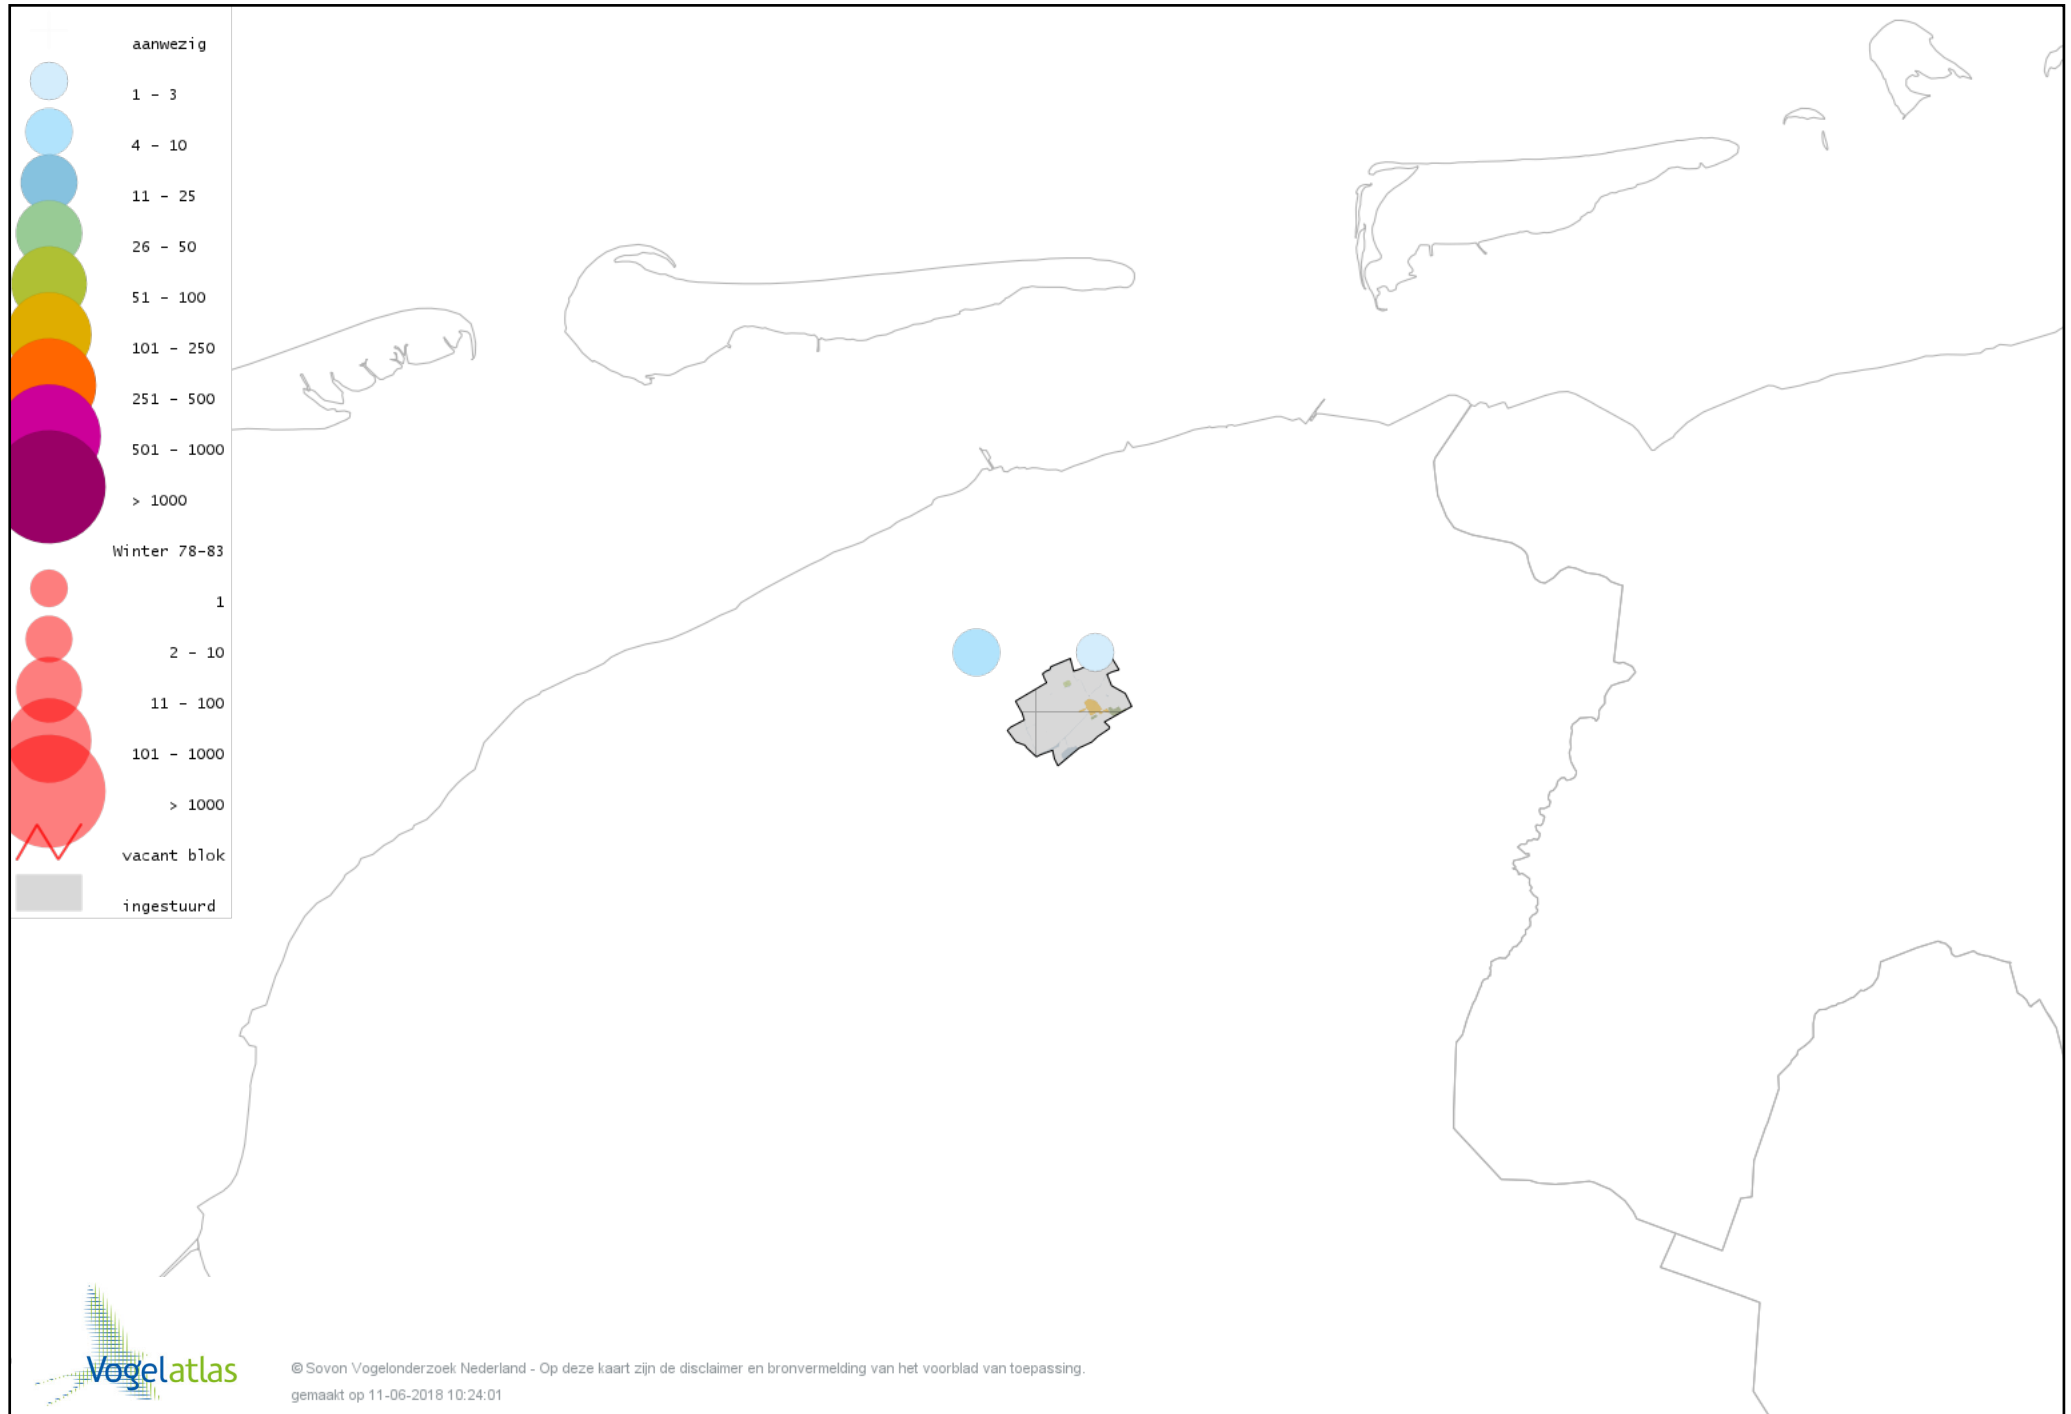 aanwezig
1 - 3
4 - 10
11 - 25
26 - 50
51 - 100
101 - 250
251 - 500
501 - 1000
> 1000
Winter 78-83
1
2 - 10
11 - 100
101 - 1000
> 1000
vacant blok
ingestuurd
Vogelatlas
© Sovon Vogelonderzoek Nederland - Op deze kaart zijn de disclaimer en bronvermelding van het voorblad van toepassing.
gemaakt op 11-06-2018 10:24:01